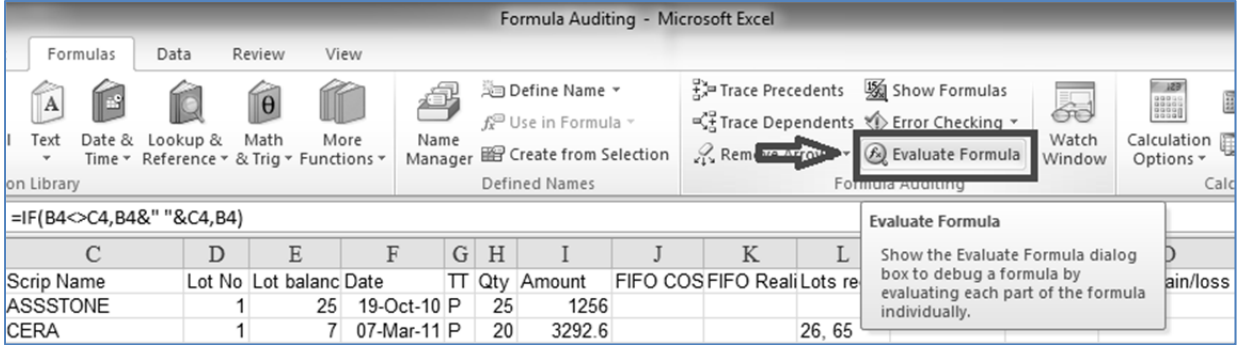 Formula Auditing - Microsoft Excel
Formulas Data Review View
Text Date & Time Lookup & Reference Math & Trig More Functions
Name Manager
Define Name
Use in Formula
Create from Selection
Trace Precedents
Trace Dependents
Remove Arrows
Show Formulas
Error Checking
Evaluate Formula
Watch Window
Calculation Options
on Library Defined Names Formula Auditing Calc
=IF(B4<>C4,B4&" "&C4,B4)
Evaluate Formula
Show the Evaluate Formula dialog
box to debug a formula by
evaluating each part of the formula
individually.
C D E F G H I J K L
Scrip Name Lot No Lot balanc Date TT Qty Amount FIFO COS FIFO Reali Lots re ain/loss
ASSSTONE 1 25 19-Oct-10 P 25 1256
CERA 1 7 07-Mar-11 P 20 3292.6 26, 65